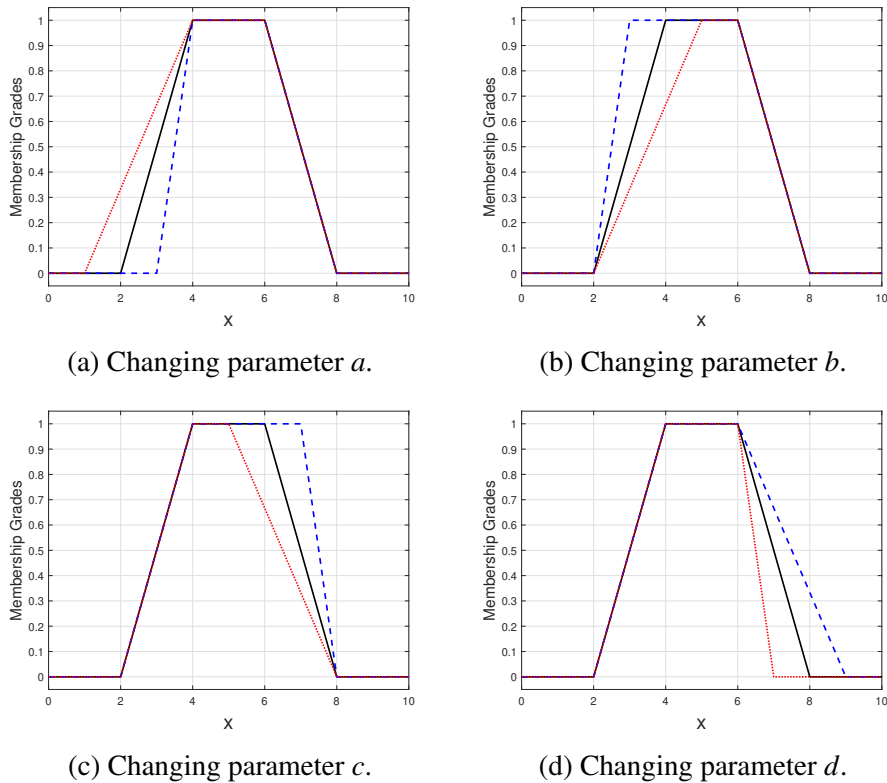 1
0.9
0.8
0.7
0.6
0.5
0.4
0.3
0.2
0.1
0
Membership Grades
0 2 4 6 8 10
X
(a) Changing parameter a.
1
0.9
0.8
0.7
0.6
0.5
0.4
0.3
0.2
0.1
0
Membership Grades
0 2 4 6 8 10
X
(b) Changing parameter b.
1
0.9
0.8
0.7
0.6
0.5
0.4
0.3
0.2
0.1
0
Membership Grades
0 2 4 6 8 10
X
(c) Changing parameter c.
1
0.9
0.8
0.7
0.6
0.5
0.4
0.3
0.2
0.1
0
Membership Grades
0 2 4 6 8 10
X
(d) Changing parameter d.